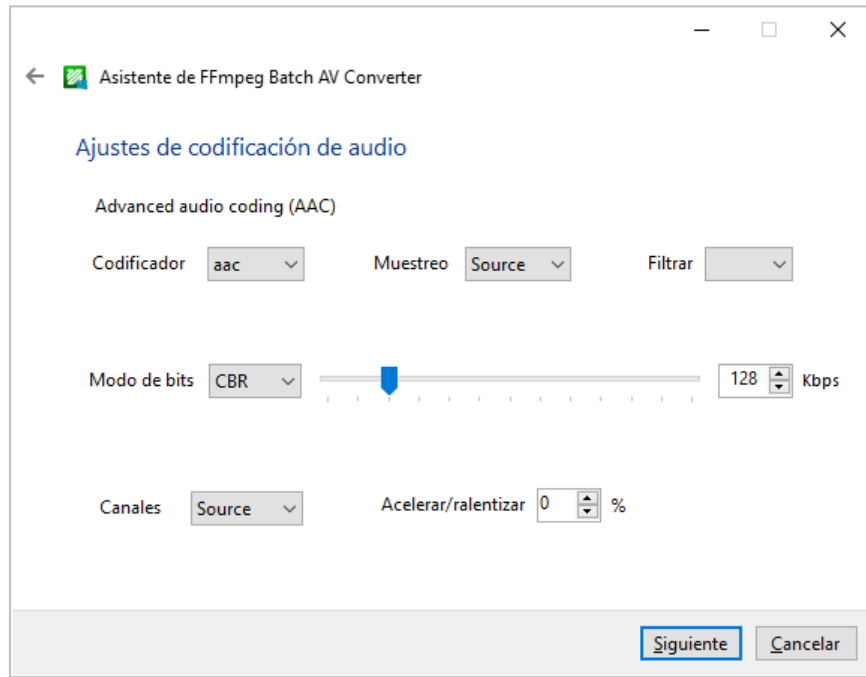 Asistente de FFmpeg Batch AV Converter
Ajustes de codificación de audio
Advanced audio coding (AAC)
Codificador aac Muestreo Source Filtrar
Modo de bits CBR 128 Kbps
Canales Source Acelerar/ralentizar 0 %
Siguiente Cancelar